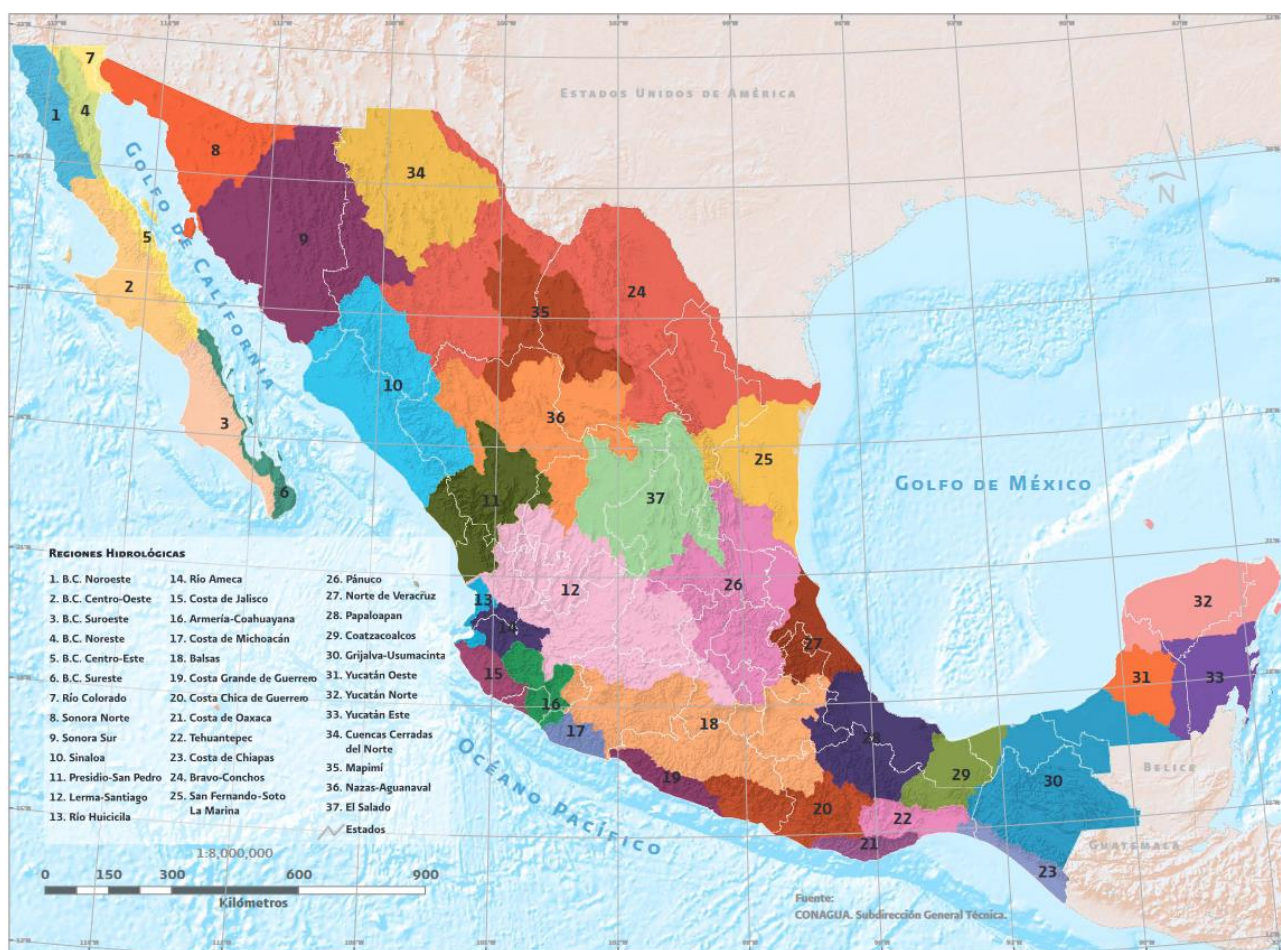 ESTADOS UNIDOS DE AMÉRICA
GOLFO DE CALIFORNIA
GOLFO DE MÉXICO
OCÉANO PACÍFICO
BELICE
GUATEMALA
N
1
2
3
4
5
6
7
8
9
10
11
12
13
14
15
16
17
18
19
20
21
22
23
24
25
26
27
28
29
30
31
32
33
34
35
36
37
REGIONES HIDROLÓGICAS
1. B.C. Noroeste
2. B.C. Centro-Oeste
3. B.C. Suroeste
4. B.C. Noreste
5. B.C. Centro-Este
6. B.C. Sureste
7. Río Colorado
8. Sonora Norte
9. Sonora Sur
10. Sinaloa
11. Presidio-San Pedro
12. Lerma-Santiago
13. Río Huicicila
14. Río Ameca
15. Costa de Jalisco
16. Armería-Coahuayana
17. Costa de Michoacán
18. Balsas
19. Costa Grande de Guerrero
20. Costa Chica de Guerrero
21. Costa de Oaxaca
22. Tehuantepec
23. Costa de Chiapas
24. Bravo-Conchos
25. San Fernando-Soto
La Marina
26. Pánuco
27. Norte de Veracruz
28. Papaloapan
29. Coatzacoalcos
30. Grijalva-Usumacinta
31. Yucatán Oeste
32. Yucatán Norte
33. Yucatán Este
34. Cuencas Cerradas
del Norte
35. Mapimí
36. Nazas-Aguanaval
37. El Salado
Estados
1:8,000,000
0 75 150 300 600 900
Kilómetros
Fuente:
CONAGUA. Subdirección General Técnica.